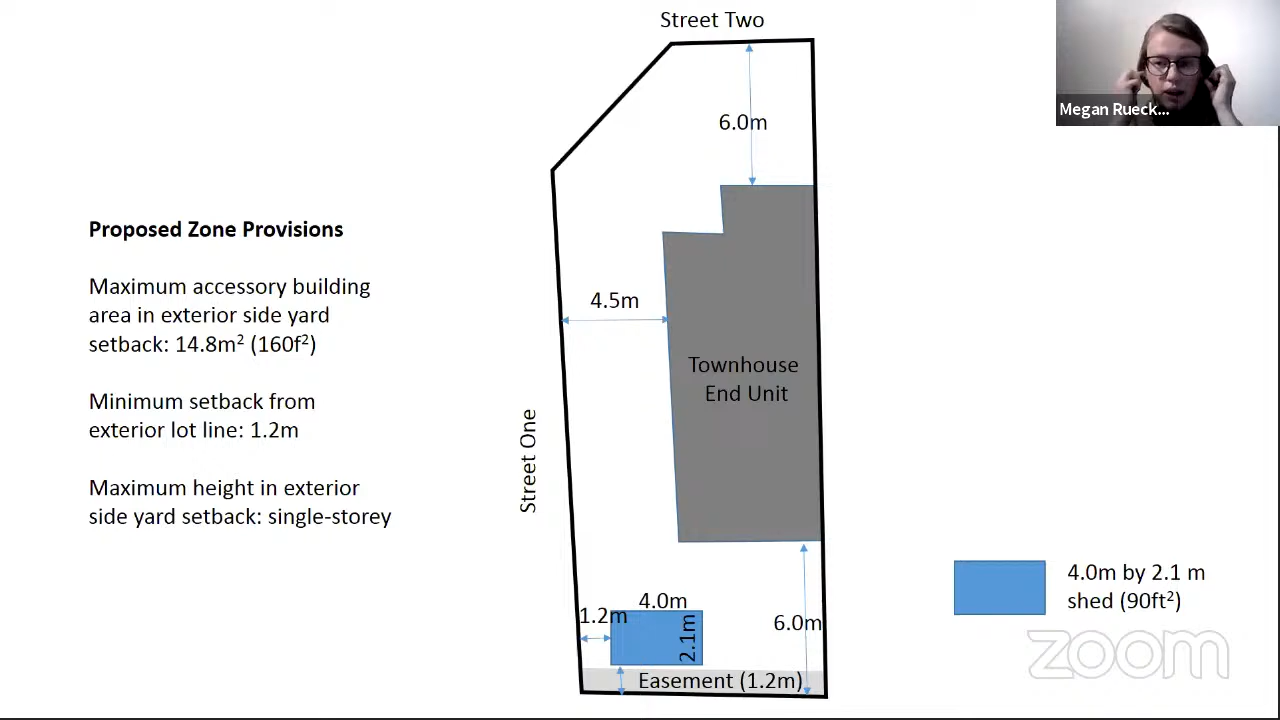 Street Two
Megan Rueck...
6.0m
Proposed Zone Provisions
Maximum accessory building
area in exterior side yard
setback: 14.8m² (160f²)
4.5m
Townhouse
End Unit
Minimum setback from
exterior lot line: 1.2m
Street One
Maximum height in exterior
side yard setback: single-storey
4.0m by 2.1 m
shed (90ft²)
4.0m
1.2m
2.1m
6.0m
zoom
Easement (1.2m)